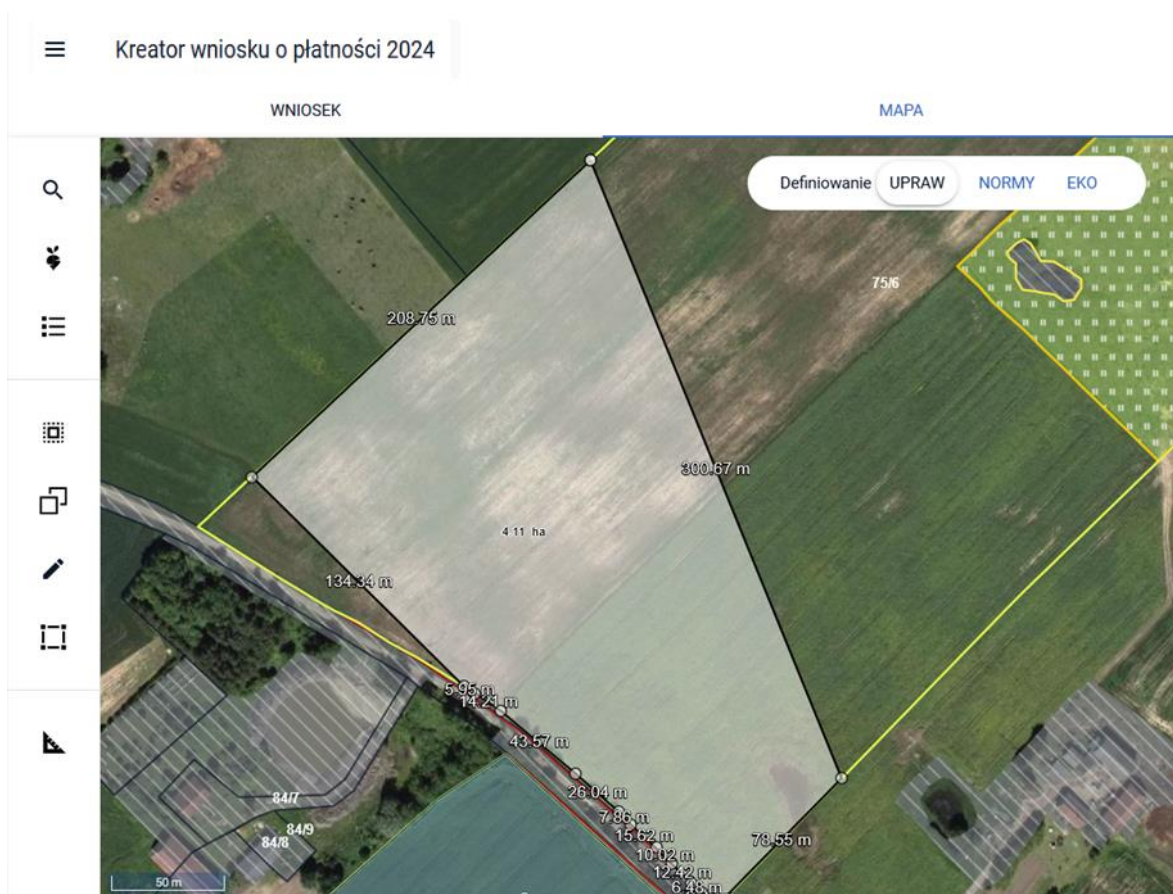 Kreator wniosku o płatności 2024
WNIOSEK
MAPA
Definiowanie UPRAW NORMY EKO
75/6
208.75 m
300.67 m
4 11 ha
134.34 m
5.95 m
14.21 m
43.57 m
26.04 m
7.86 m
15.62 m
10.02 m
12.42 m
6.48 m
78.55 m
84/7
84/9
84/8
50 m